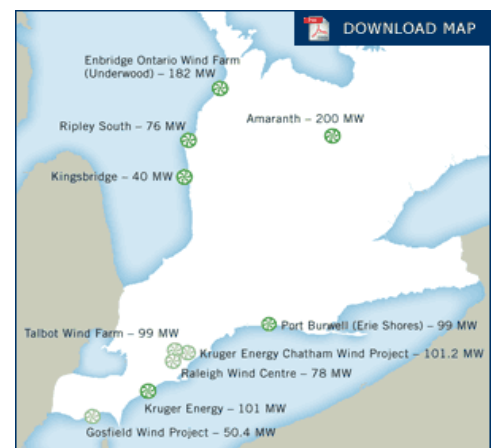 DOWNLOAD MAP
Enbridge Ontario Wind Farm
(Underwood) – 182 MW
Amaranth – 200 MW
Ripley South – 76 MW
Kingsbridge – 40 MW
Port Burwell (Erie Shores) – 99 MW
Talbot Wind Farm – 99 MW
Kruger Energy Chatham Wind Project – 101.2 MW
Raleigh Wind Centre – 78 MW
Kruger Energy – 101 MW
Gosfield Wind Project – 50.4 MW